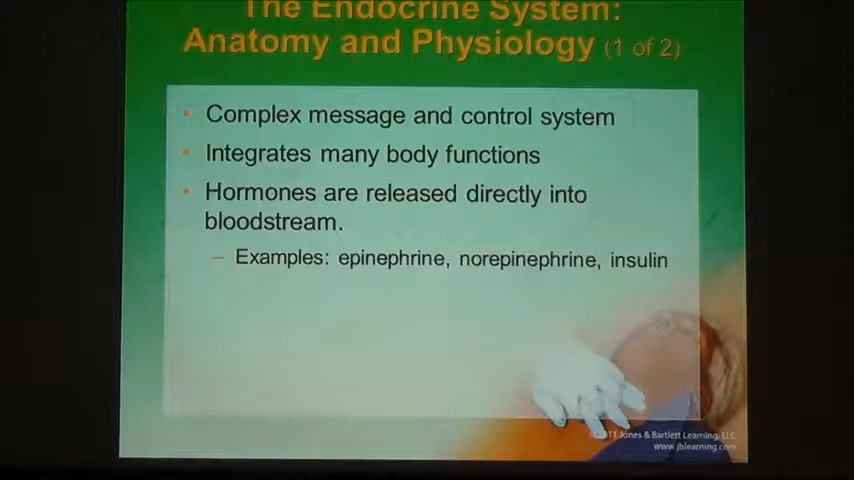 The Endocrine System:
Anatomy and Physiology (1 of 2)
• Complex message and control system
• Integrates many body functions
• Hormones are released directly into
bloodstream.
– Examples: epinephrine, norepinephrine, insulin
©2011 Jones & Bartlett Learning, LLC
www.jblearning.com